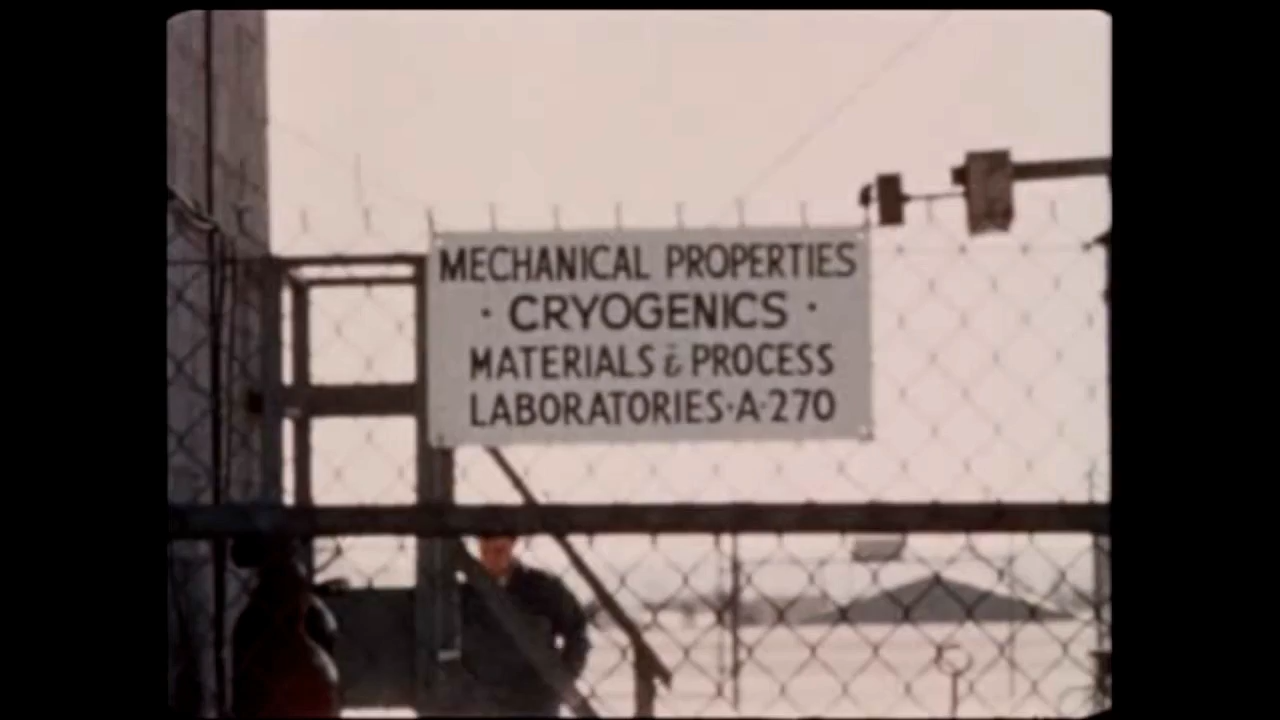 MECHANICAL PROPERTIES
· CRYOGENICS ·
MATERIALS & PROCESS
LABORATORIES·A·270